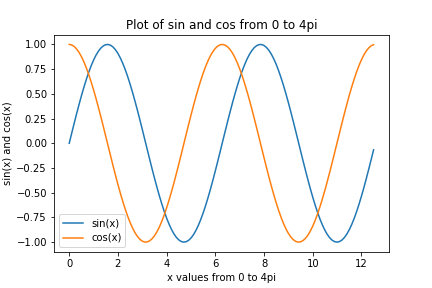 Plot of sin and cos from 0 to 4pi
1.00
0.75
0.50
0.25
0.00
−0.25
−0.50
−0.75
−1.00
sin(x) and cos(x)
sin(x)
cos(x)
0 2 4 6 8 10 12
x values from 0 to 4pi